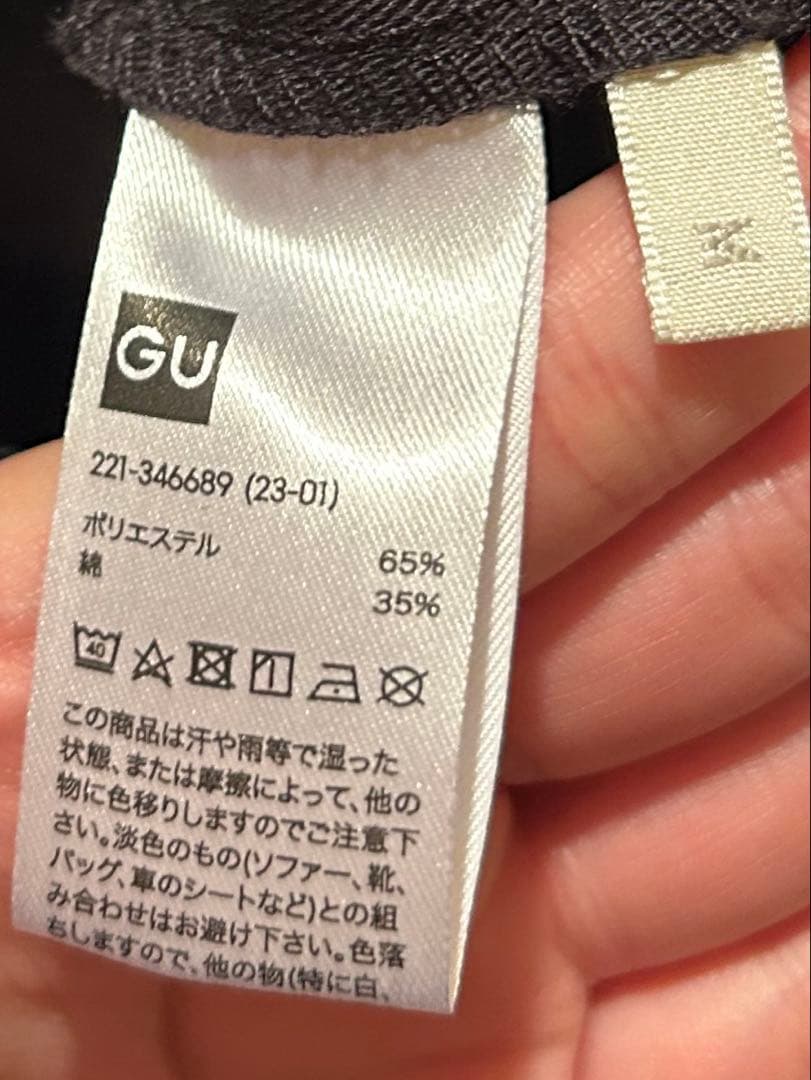 M
GU
221-346689 (23-01)
ポリエステル 65%
綿 35%
40
この商品は汗や雨等で湿った
状態、または摩擦によって、他の
物に色移りしますのでご注意下
さい。淡色のもの(ソファー、靴、
バッグ、車のシートなど)との組
み合わせはお避け下さい。色落
ちしますので、他の物(特に白、